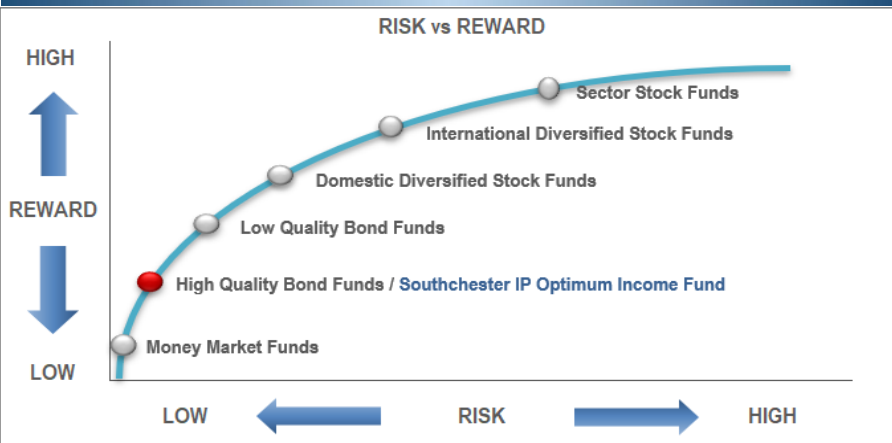 RISK vs REWARD
HIGH
Sector Stock Funds
International Diversified Stock Funds
Domestic Diversified Stock Funds
REWARD
Low Quality Bond Funds
High Quality Bond Funds / Southchester IP Optimum Income Fund
Money Market Funds
LOW
LOW RISK HIGH